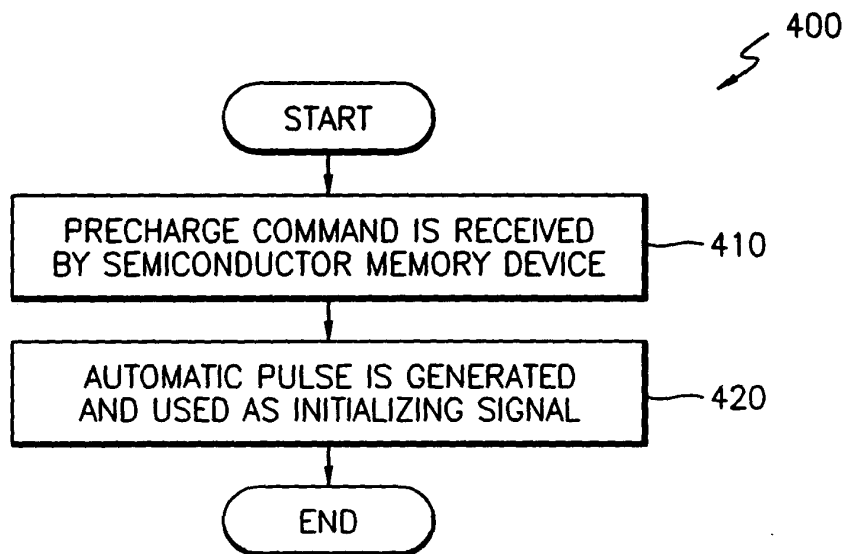 400
START
PRECHARGE COMMAND IS RECEIVED
BY SEMICONDUCTOR MEMORY DEVICE
410
AUTOMATIC PULSE IS GENERATED
AND USED AS INITIALIZING SIGNAL
420
END